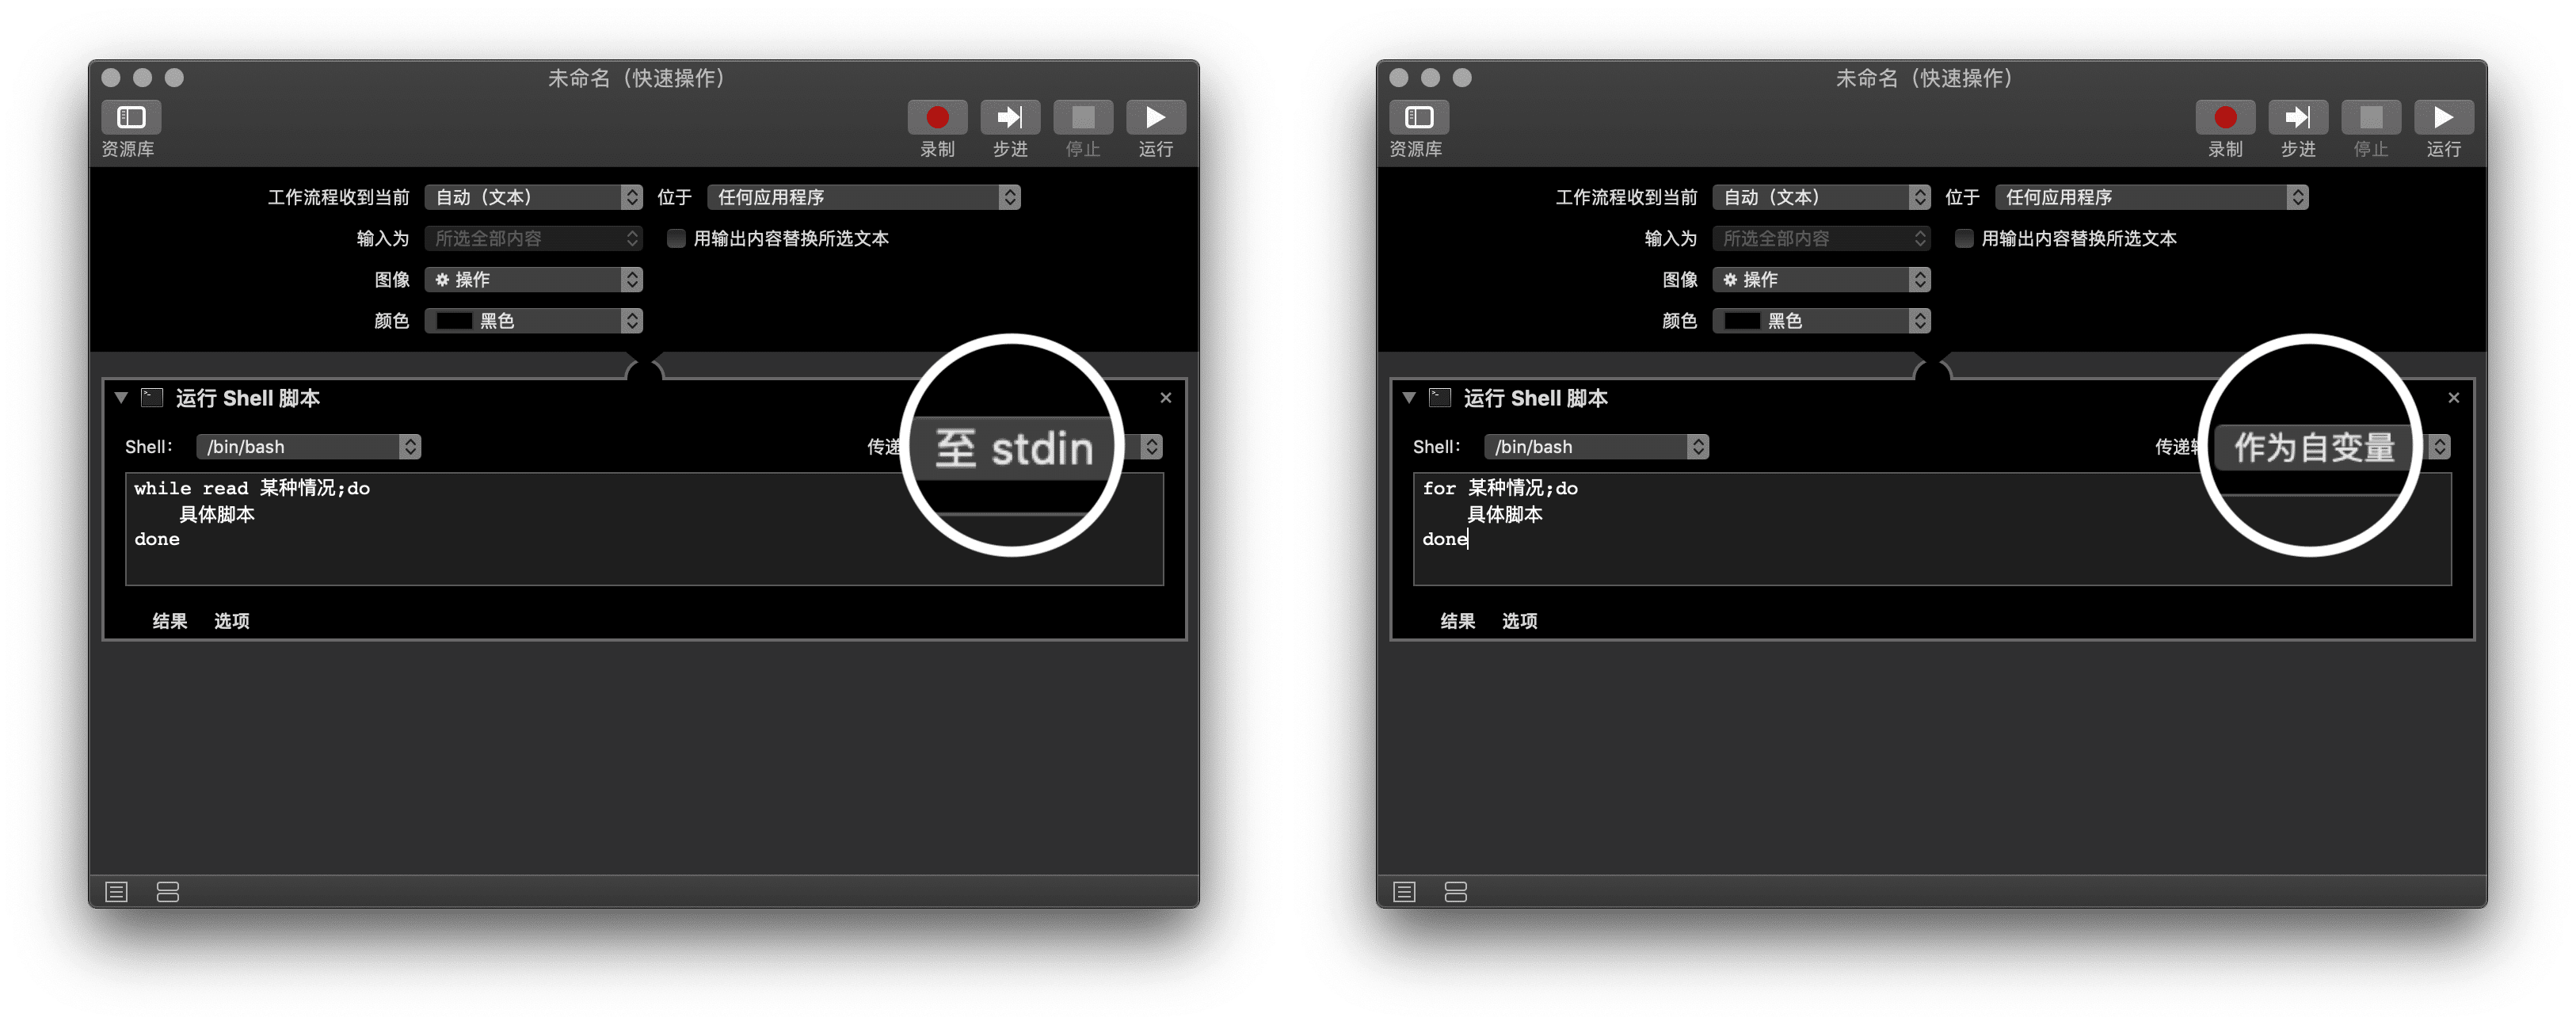 未命名（快速操作）
资源库
录制 步进 停止 运行
工作流程收到当前 自动（文本） 位于 任何应用程序
输入为 所选全部内容 用输出内容替换所选文本
图像 操作
颜色 黑色
运行 Shell 脚本
Shell： /bin/bash 传递 至 stdin
while read 某种情况;do
具体脚本
done
结果 选项
未命名（快速操作）
资源库
录制 步进 停止 运行
工作流程收到当前 自动（文本） 位于 任何应用程序
输入为 所选全部内容 用输出内容替换所选文本
图像 操作
颜色 黑色
运行 Shell 脚本
Shell： /bin/bash 传递 作为自变量
for 某种情况;do
具体脚本
done
结果 选项